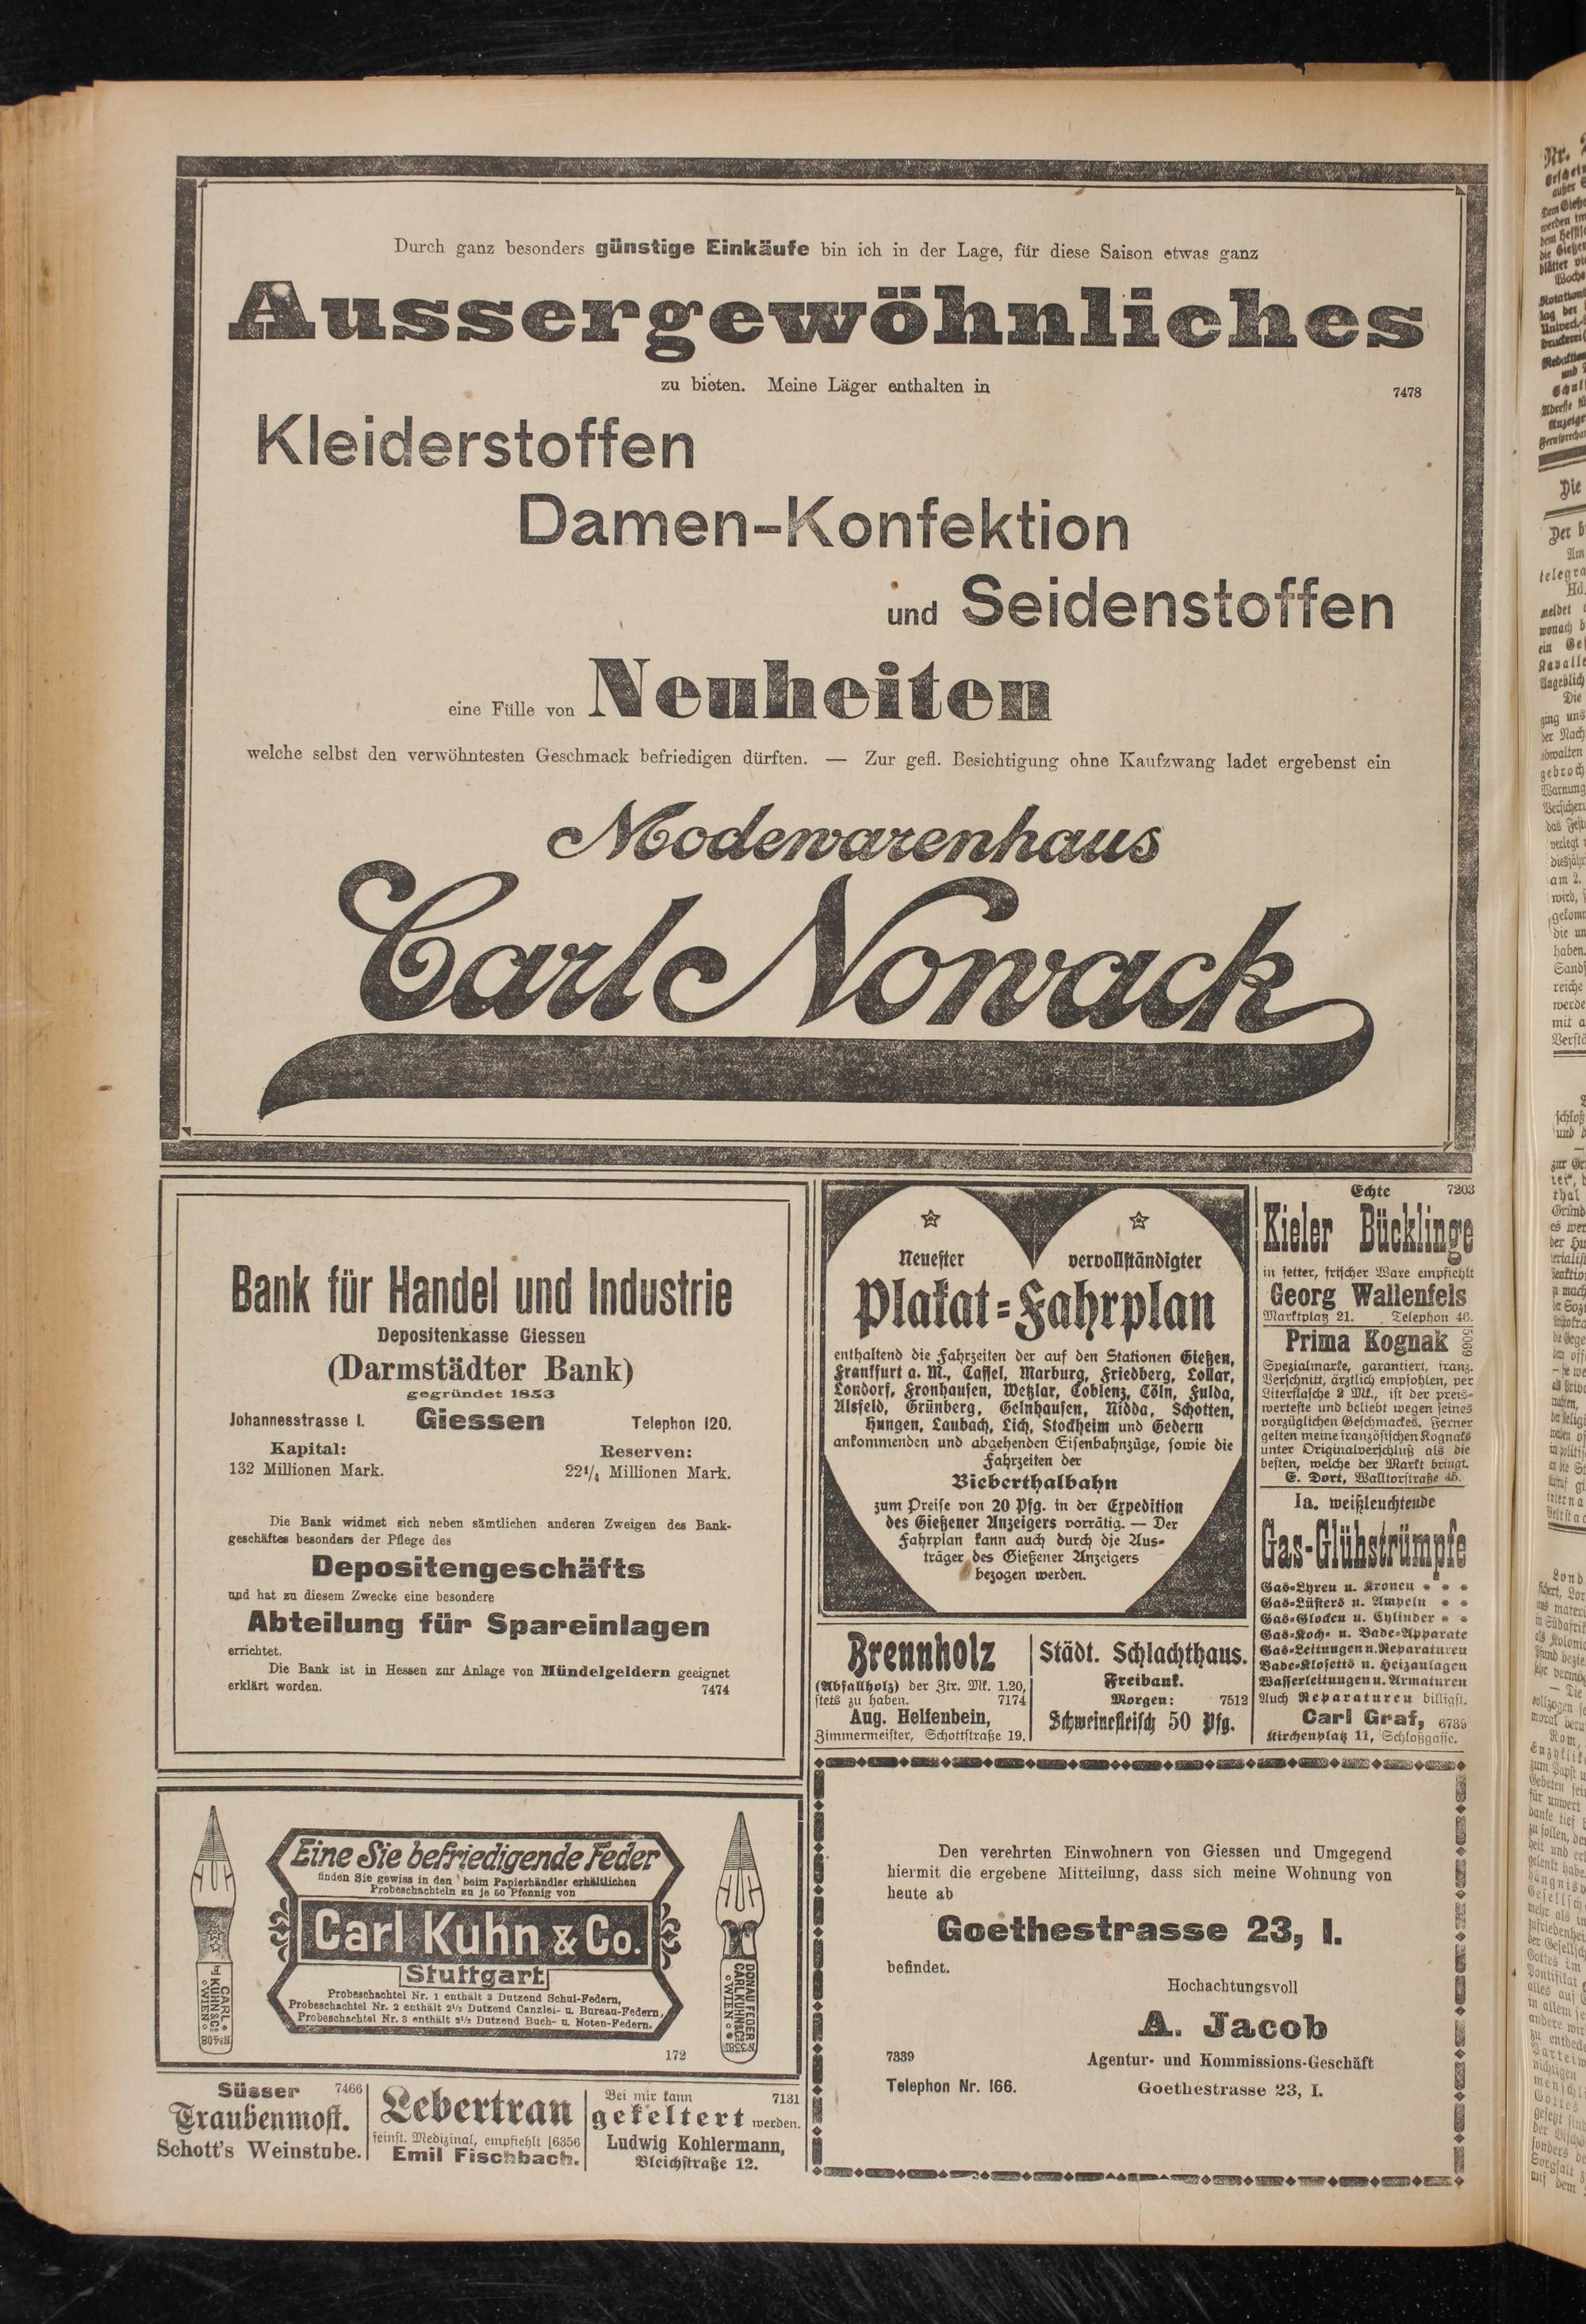 Durch ganz besonders günstige Einkäufe bin ich in der Lage, für diese Saison etwas ganz
Aussergewöhnliches
zu bieten. Meine Läger enthalten in
7478
Kleiderstoffen
Damen-Konfektion
und Seidenstoffen
eine Fülle von Neuheiten
welche selbst den verwöhntesten Geschmack befriedigen dürften. — Zur gefl. Besichtigung ohne Kaufzwang ladet ergebenst ein
Modewarenhaus
Carl Nowack
Bank für Handel und Industrie
Depositenkasse Giessen
(Darmstädter Bank)
gegründet 1853
Johannesstrasse 1. Giessen Telephon 120.
Kapital: Reserven:
132 Millionen Mark. 22¼ Millionen Mark.
Die Bank widmet sich neben sämtlichen anderen Zweigen des Bank-
geschäftes besonders der Pflege des
Depositengeschäfts
und hat zu diesem Zwecke eine besondere
Abteilung für Spareinlagen
errichtet.
Die Bank ist in Hessen zur Anlage von Mündelgeldern geeignet
erklärt worden. 7474
Eine Sie befriedigende Feder
finden Sie gewiss in den beim Papierhändler erhältlichen
Probeschachteln zu je 50 Pfennig von
Carl Kuhn & Co.
Stuttgart
Probeschachtel Nr. 1 enthält 3 Dutzend Schul-Federn,
Probeschachtel Nr. 2 enthält 2½ Dutzend Canzlei- u. Bureau-Federn,
Probeschachtel Nr. 3 enthält 2½ Dutzend Buch- u. Noten-Federn.
CARL
KUHN & CO
WIEN
DONAU FEDER
CARL KUHN & CO
WIEN
172
Süsser 7466
Traubenmost.
Schott's Weinstube.
Lebertran
feinst. Medizinal, empfiehlt [6356
Emil Fischbach.
Bei mir kann 7131
gekeltert werden.
Ludwig Kohlermann,
Bleichstraße 12.
Neuester vervollständigter
Plakat=Fahrplan
enthaltend die Fahrzeiten der auf den Stationen Gießen,
Frankfurt a. M., Cassel, Marburg, Friedberg, Lollar,
Londorf, Fronhausen, Wetzlar, Coblenz, Cöln, Fulda,
Alsfeld, Grünberg, Gelnhausen, Nidda, Schotten,
Hungen, Laubach, Lich, Stockheim und Gedern
ankommenden und abgehenden Eisenbahnzüge, sowie die
Fahrzeiten der
Bieberthalbahn
zum Preise von 20 Pfg. in der Expedition
des Gießener Anzeigers vorrätig. — Der
Fahrplan kann auch durch die Aus-
träger des Gießener Anzeigers
bezogen werden.
Brennholz
(Abfallholz) der Ztr. Mk. 1.20,
stets zu haben. 7174
Aug. Helfenbein,
Zimmermeister, Schottstraße 19.
Städt. Schlachthaus.
Freibank.
Morgen: 7512
Schweinefleisch 50 Pfg.
Echte 7203
Kieler Bücklinge
in fetter, frischer Ware empfiehlt
Georg Wallenfels
Marktplatz 21. Telephon 46.
Prima Kognak 5069
Spezialmarke, garantiert, franz.
Verschnitt, ärztlich empfohlen, per
Literflasche 2 Mk., ist der preis-
werteste und beliebt wegen seines
vorzüglichen Geschmackes. Ferner
gelten meine französischen Kognaks
unter Originalverschluß als die
besten, welche der Markt bringt.
E. Dort, Walltorstraße 45.
Ia. weißleuchtende
Gas-Glühstrümpfe
Gas-Lyren u. Kronen * * *
Gas-Lüsters u. Ampeln * *
Gas-Glocken u. Cylinder * *
Gas-Koch- u. Bade-Apparate
Gas-Leitungen u. Reparaturen
Bade-Klosetts u. Heizanlagen
Wasserleitungen u. Armaturen
Auch Reparaturen billigst.
Carl Graf, 6735
Kirchenplatz 11, Schloßgasse.
Den verehrten Einwohnern von Giessen und Umgegend
hiermit die ergebene Mitteilung, dass sich meine Wohnung von
heute ab
Goethestrasse 23, I.
befindet.
Hochachtungsvoll
A. Jacob
7339 Agentur- und Kommissions-Geschäft
Telephon Nr. 166. Goethestrasse 23, I.